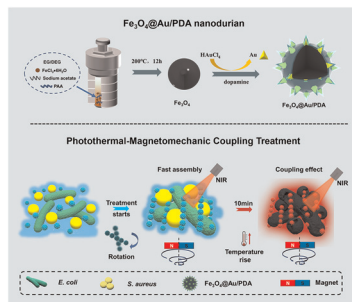 Fe₃O₄@Au/PDA nanodurian
EG/DEG
FeCl₃•6H₂O
Sodium acetate
PAA
200°C, 12h
Fe₃O₄
HAuCl₄
Au
dopamine
Fe₃O₄@Au/PDA
Photothermal-Magnetomechanic Coupling Treatment
Fast assembly
NIR
Coupling effect
NIR
Treatment
starts
10min
Rotation
N
S
Temperature
rise
N
S
E. coli
S. aureus
Fe₃O₄@Au/PDA
N
S
Magnet